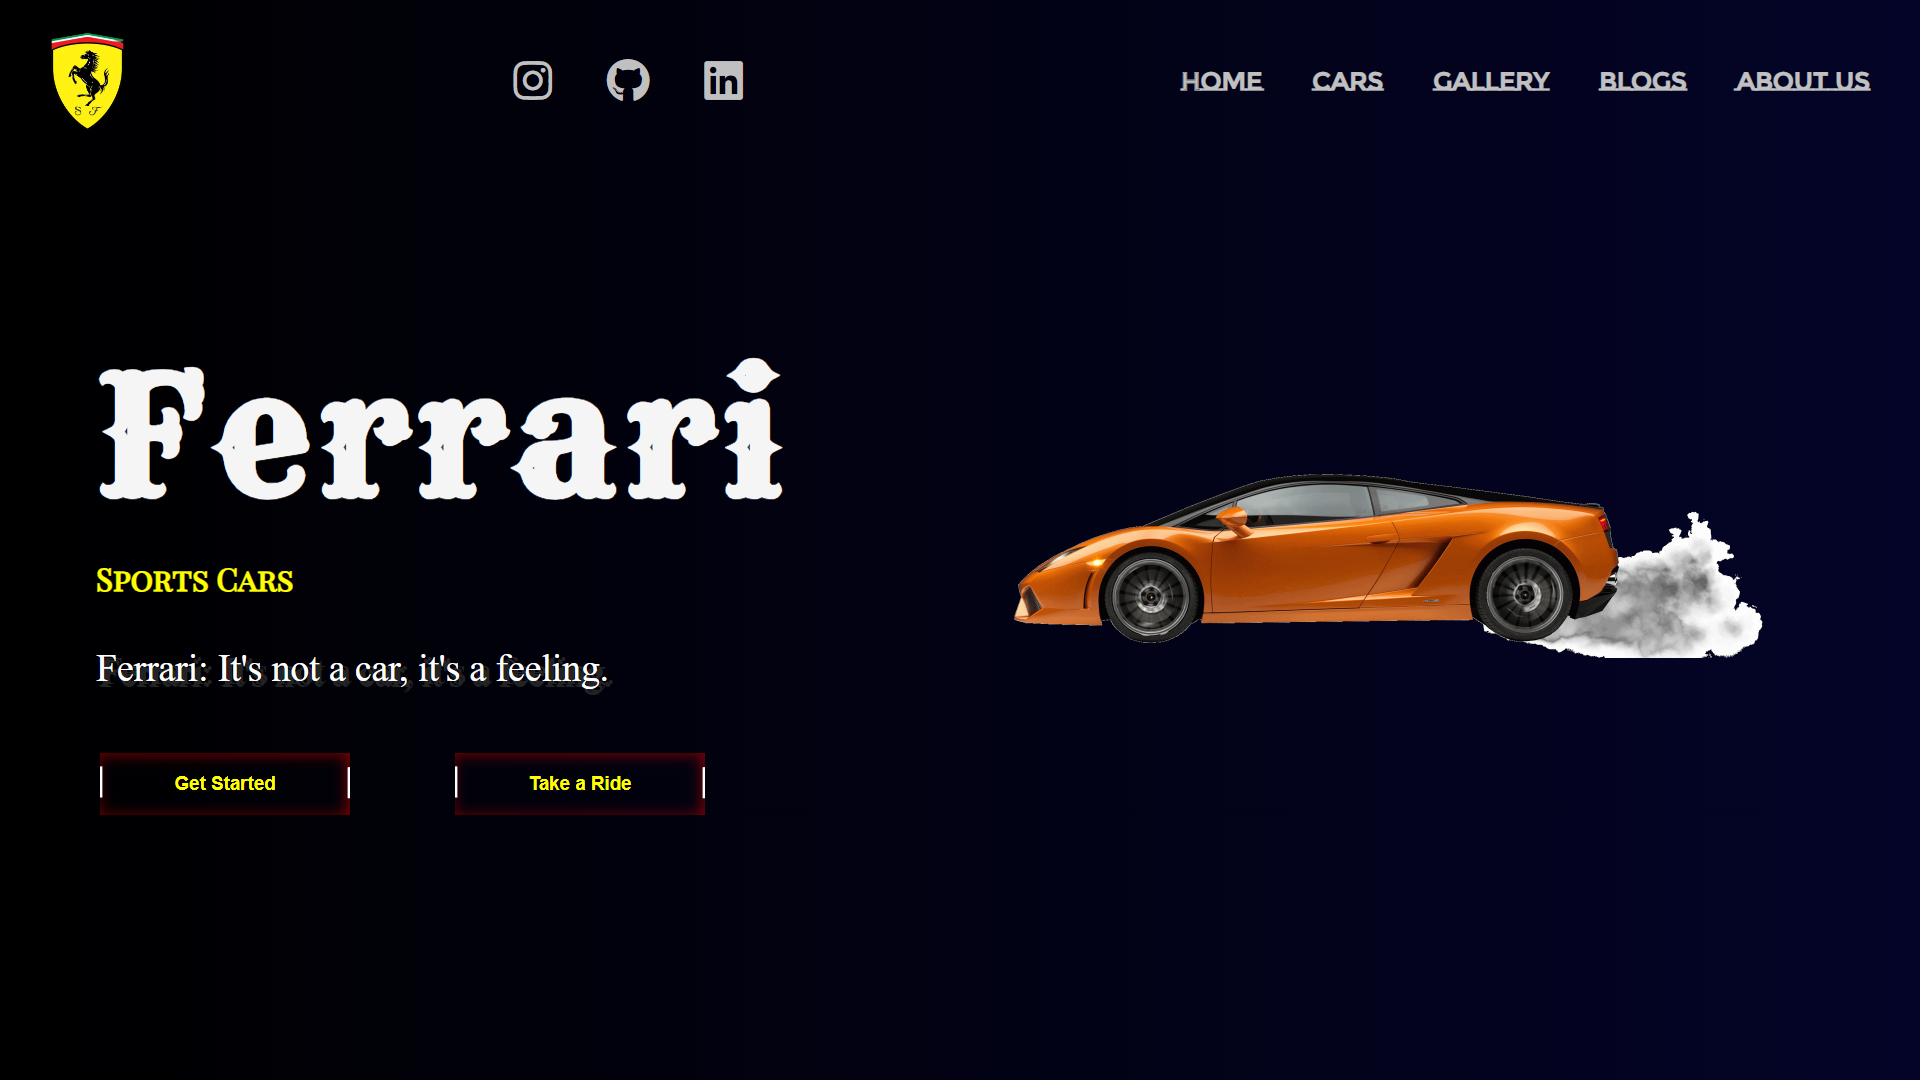 S F
HOME CARS GALLERY BLOGS ABOUT US
Ferrari
Sports Cars
Ferrari: It's not a car, it's a feeling.
Get Started Take a Ride